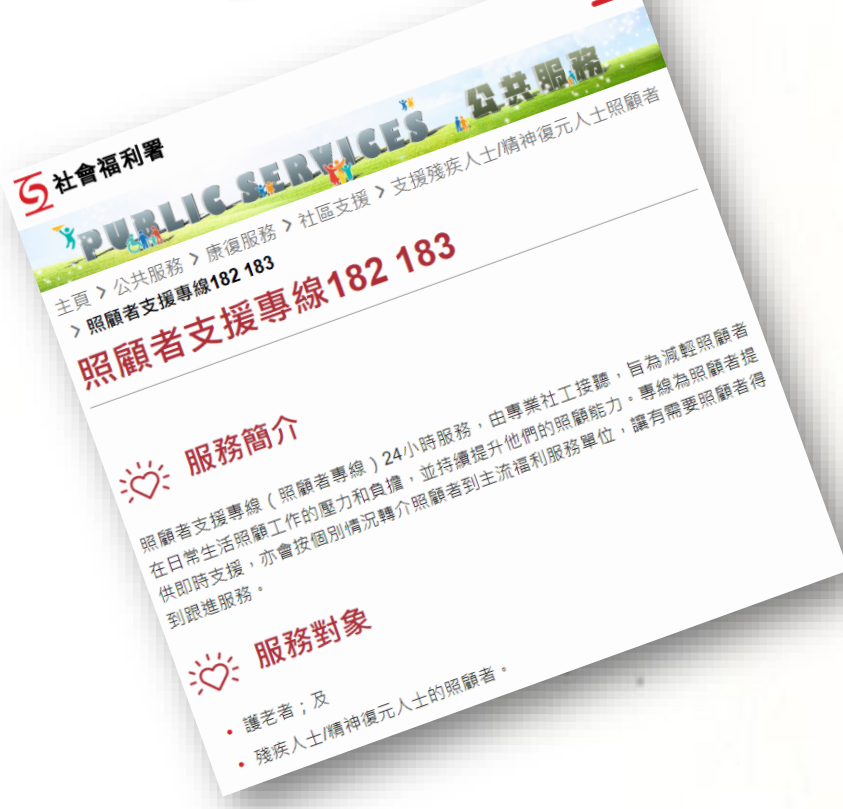 社會福利署
PUBLIC SERVICES 公共服務
主頁 > 公共服務 > 康復服務 > 社區支援 > 支援殘疾人士/精神復元人士照顧者
> 照顧者支援專線182 183
照顧者支援專線182 183
服務簡介
照顧者支援專線(照顧者專線)24小時服務,由專業社工接聽,旨為減輕照顧者
在日常生活照顧工作的壓力和負擔,並持續提升他們的照顧能力。專線為照顧者提
供即時支援,亦會按個別情況轉介照顧者到主流福利服務單位,讓有需要照顧者得
到跟進服務。
服務對象
• 護老者;及
• 殘疾人士/精神復元人士的照顧者。